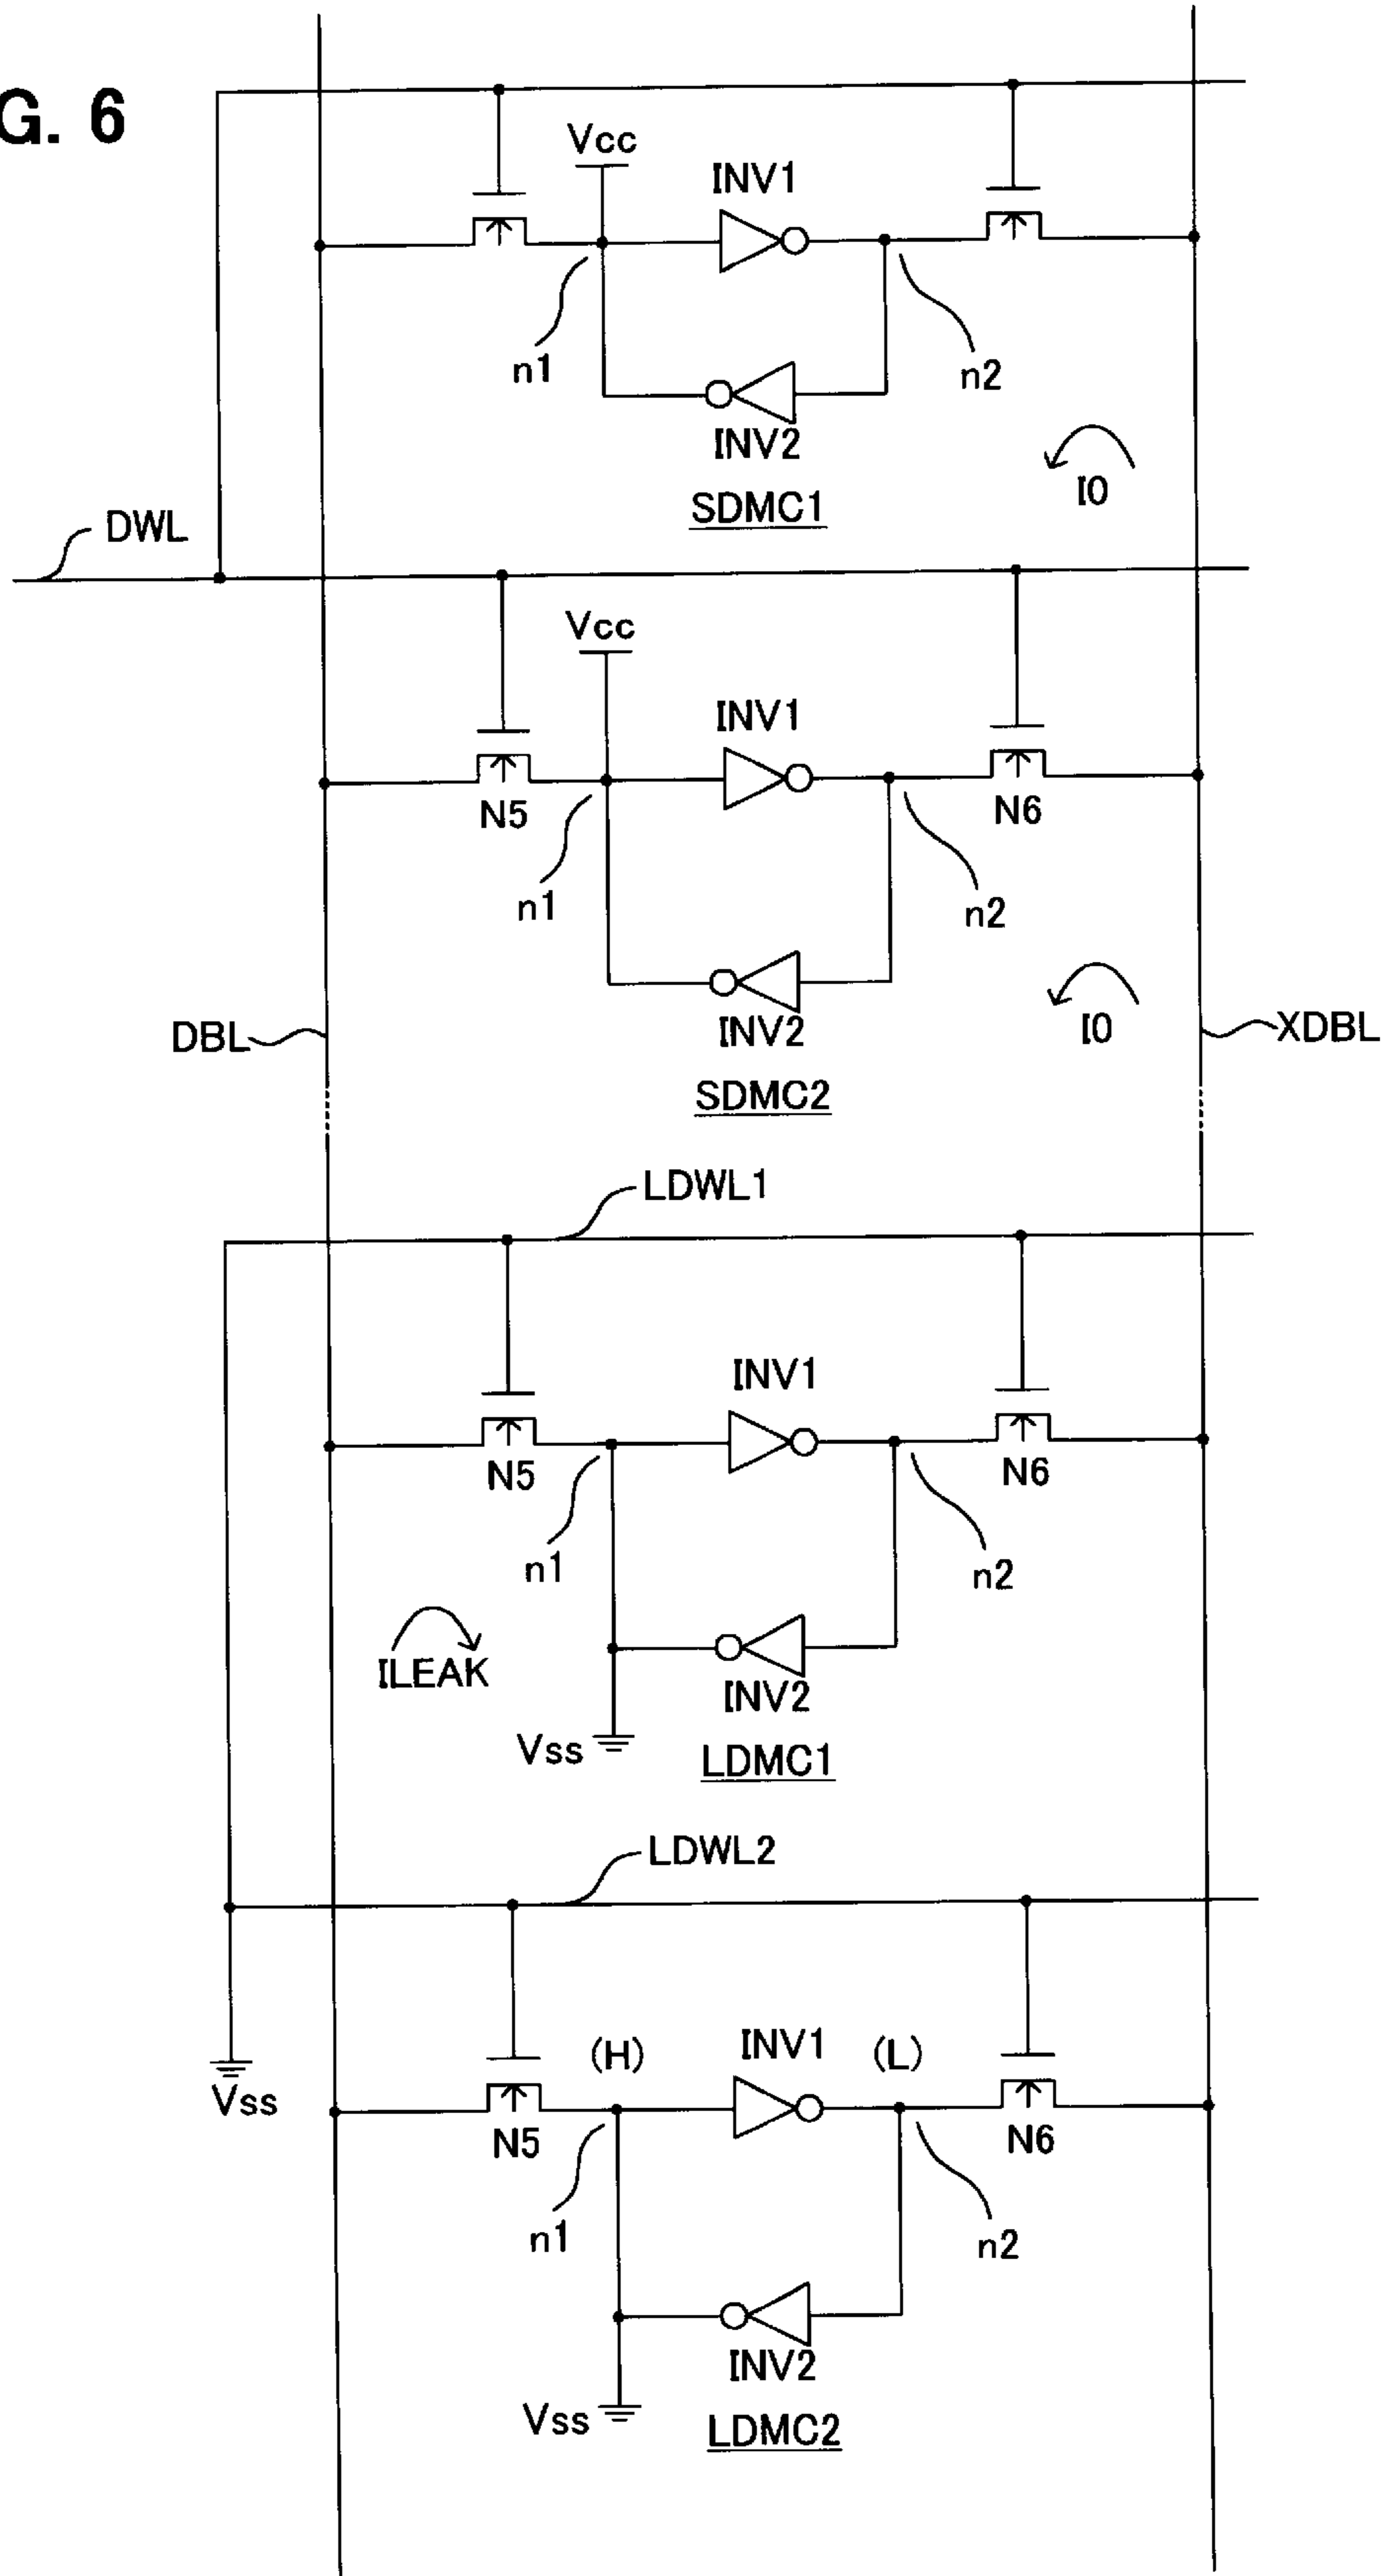 G. 6
Vcc
INV1
n1
n2
INV2
I0
SDMC1
DWL
Vcc
INV1
N5
N6
n1
n2
INV2
I0
DBL
XDBL
SDMC2
LDWL1
INV1
N5
N6
n1
n2
ILEAK
INV2
Vss
LDMC1
LDWL2
(H)
INV1
(L)
Vss
N5
N6
n1
n2
INV2
Vss
LDMC2